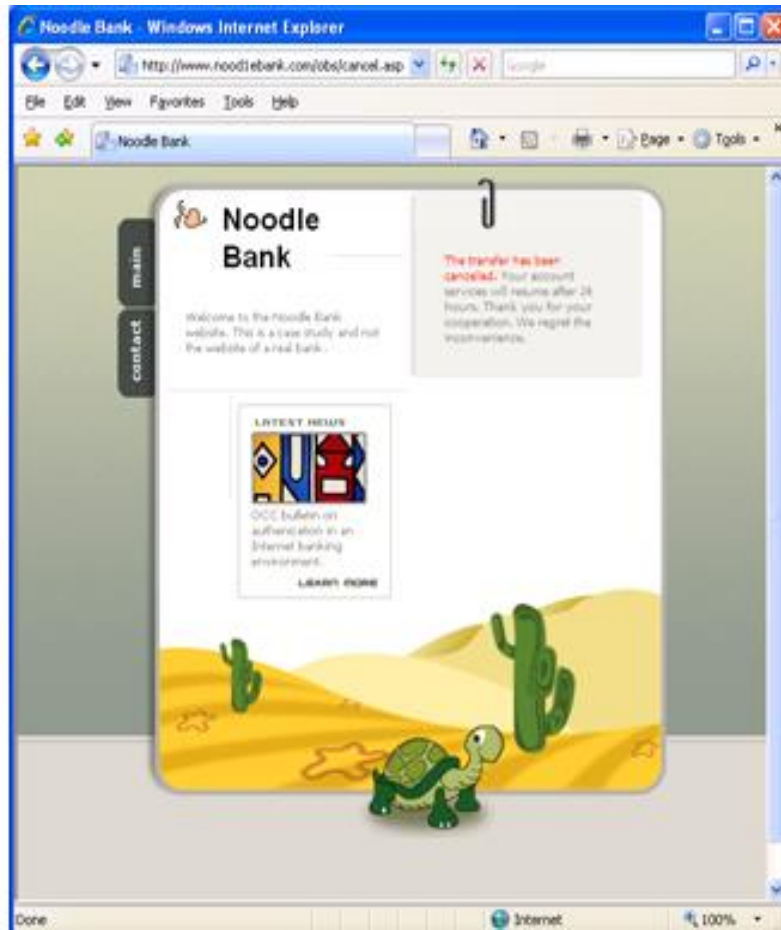 Noodle Bank - Windows Internet Explorer
http://www.noodlebank.com/obs/cancel.asp
Google
File Edit View Favorites Tools Help
Noodle Bank
Page Tools
main
contact
Noodle
Bank
Welcome to the Noodle Bank
website. This is a case study and not
the website of a real bank.
The transfer has been
canceled. Your account
services will resume after 24
hours. Thank you for your
cooperation. We regret the
inconvenience.
LATEST NEWS
OCC bulletin on
authentication in an
Internet banking
environment.
LEARN MORE
Done
Internet
100%